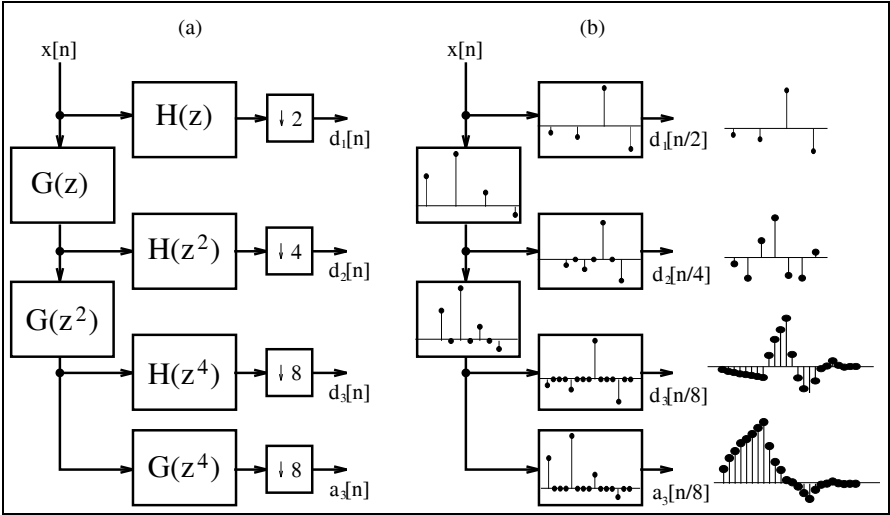 (a)
x[n]
H(z)
↓ 2
d₁[n]
G(z)
H(z²)
↓ 4
d₂[n]
G(z²)
H(z⁴)
↓ 8
d₃[n]
G(z⁴)
↓ 8
a₃[n]
(b)
x[n]
d₁[n/2]
d₂[n/4]
d₃[n/8]
a₃[n/8]